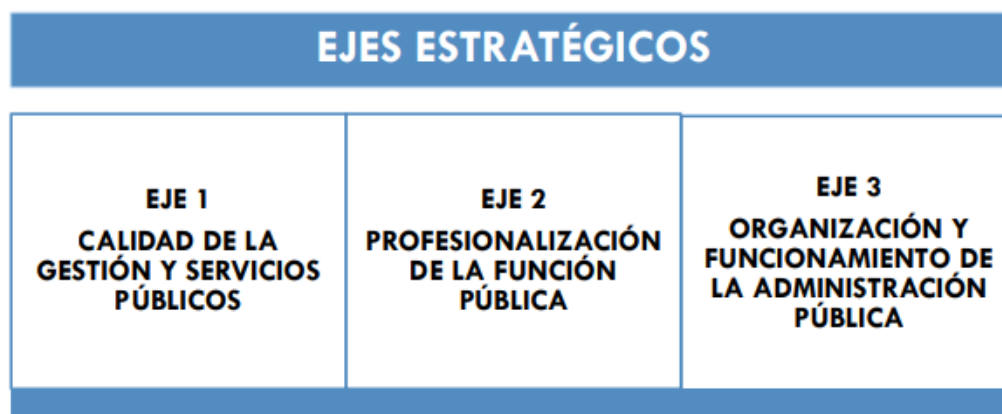 EJES ESTRATÉGICOS
EJE 1
CALIDAD DE LA
GESTIÓN Y SERVICIOS
PÚBLICOS
EJE 2
PROFESIONALIZACIÓN
DE LA FUNCIÓN
PÚBLICA
EJE 3
ORGANIZACIÓN Y
FUNCIONAMIENTO DE
LA ADMINISTRACIÓN
PÚBLICA